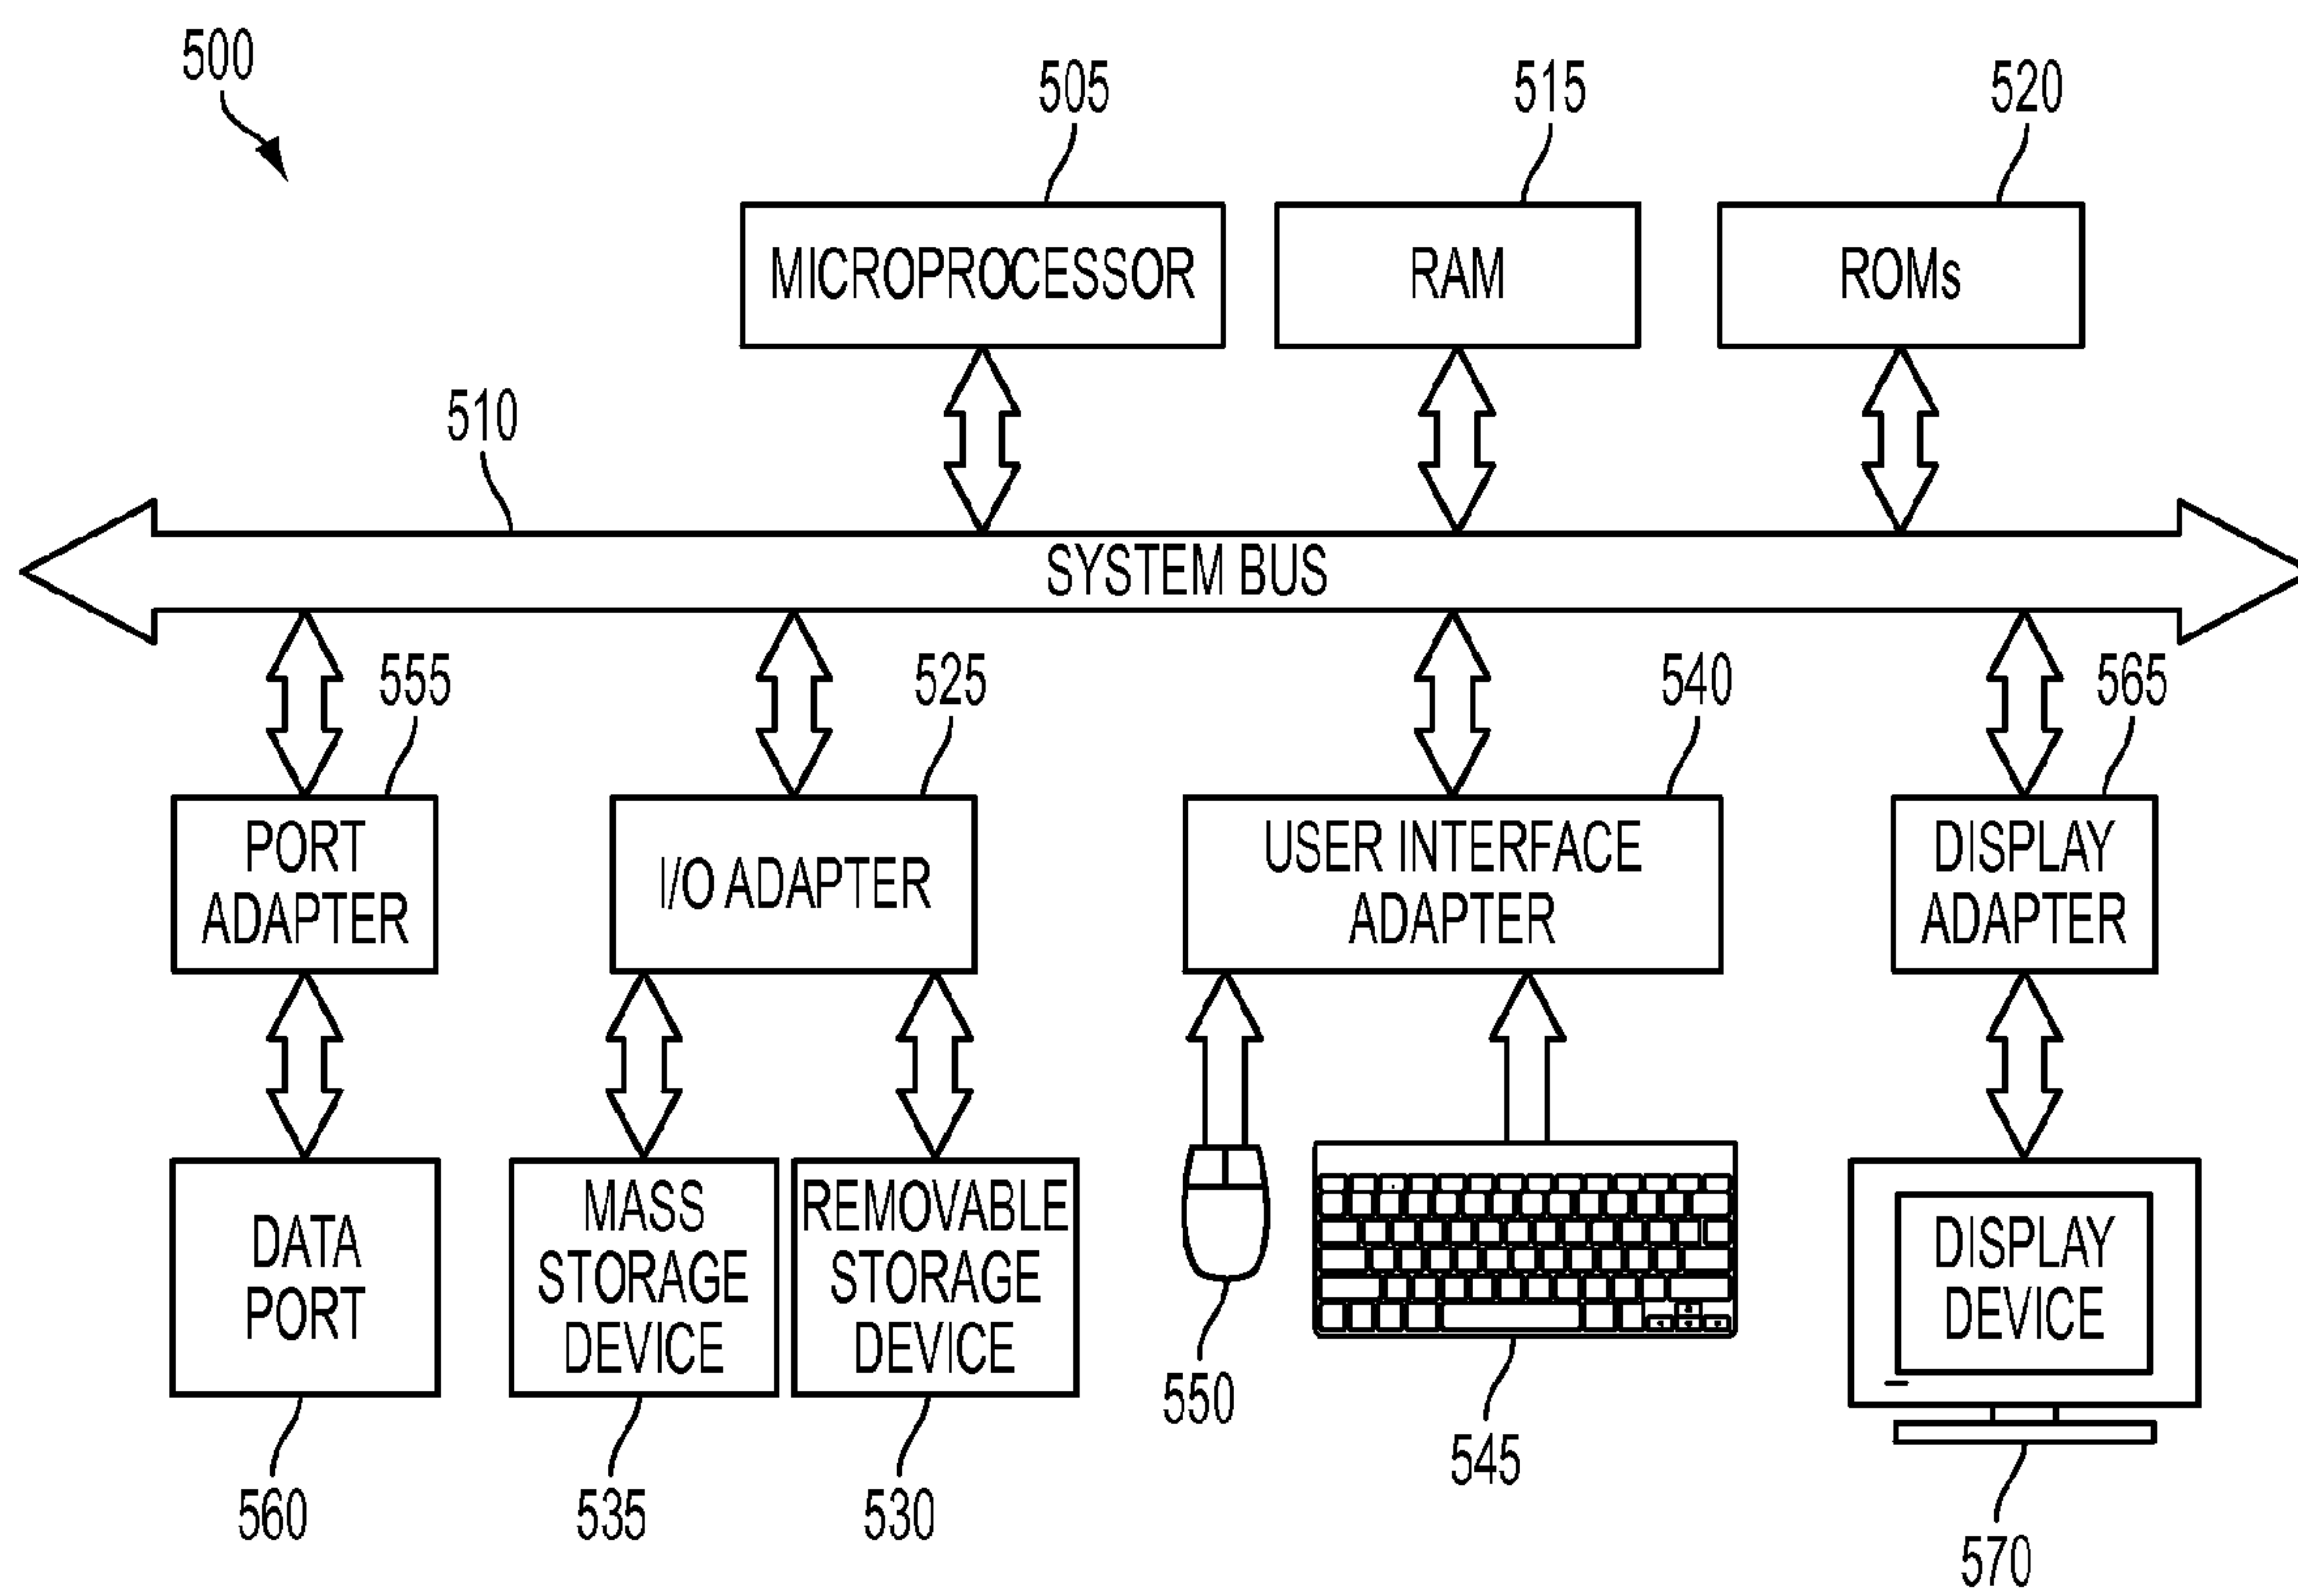 500
505
515
520
MICROPROCESSOR
RAM
ROMs
510
SYSTEM BUS
555
525
540
565
PORT
ADAPTER
I/O ADAPTER
USER INTERFACE
ADAPTER
DISPLAY
ADAPTER
DATA
PORT
MASS
STORAGE
DEVICE
REMOVABLE
STORAGE
DEVICE
DISPLAY
DEVICE
550
545
560
535
530
570